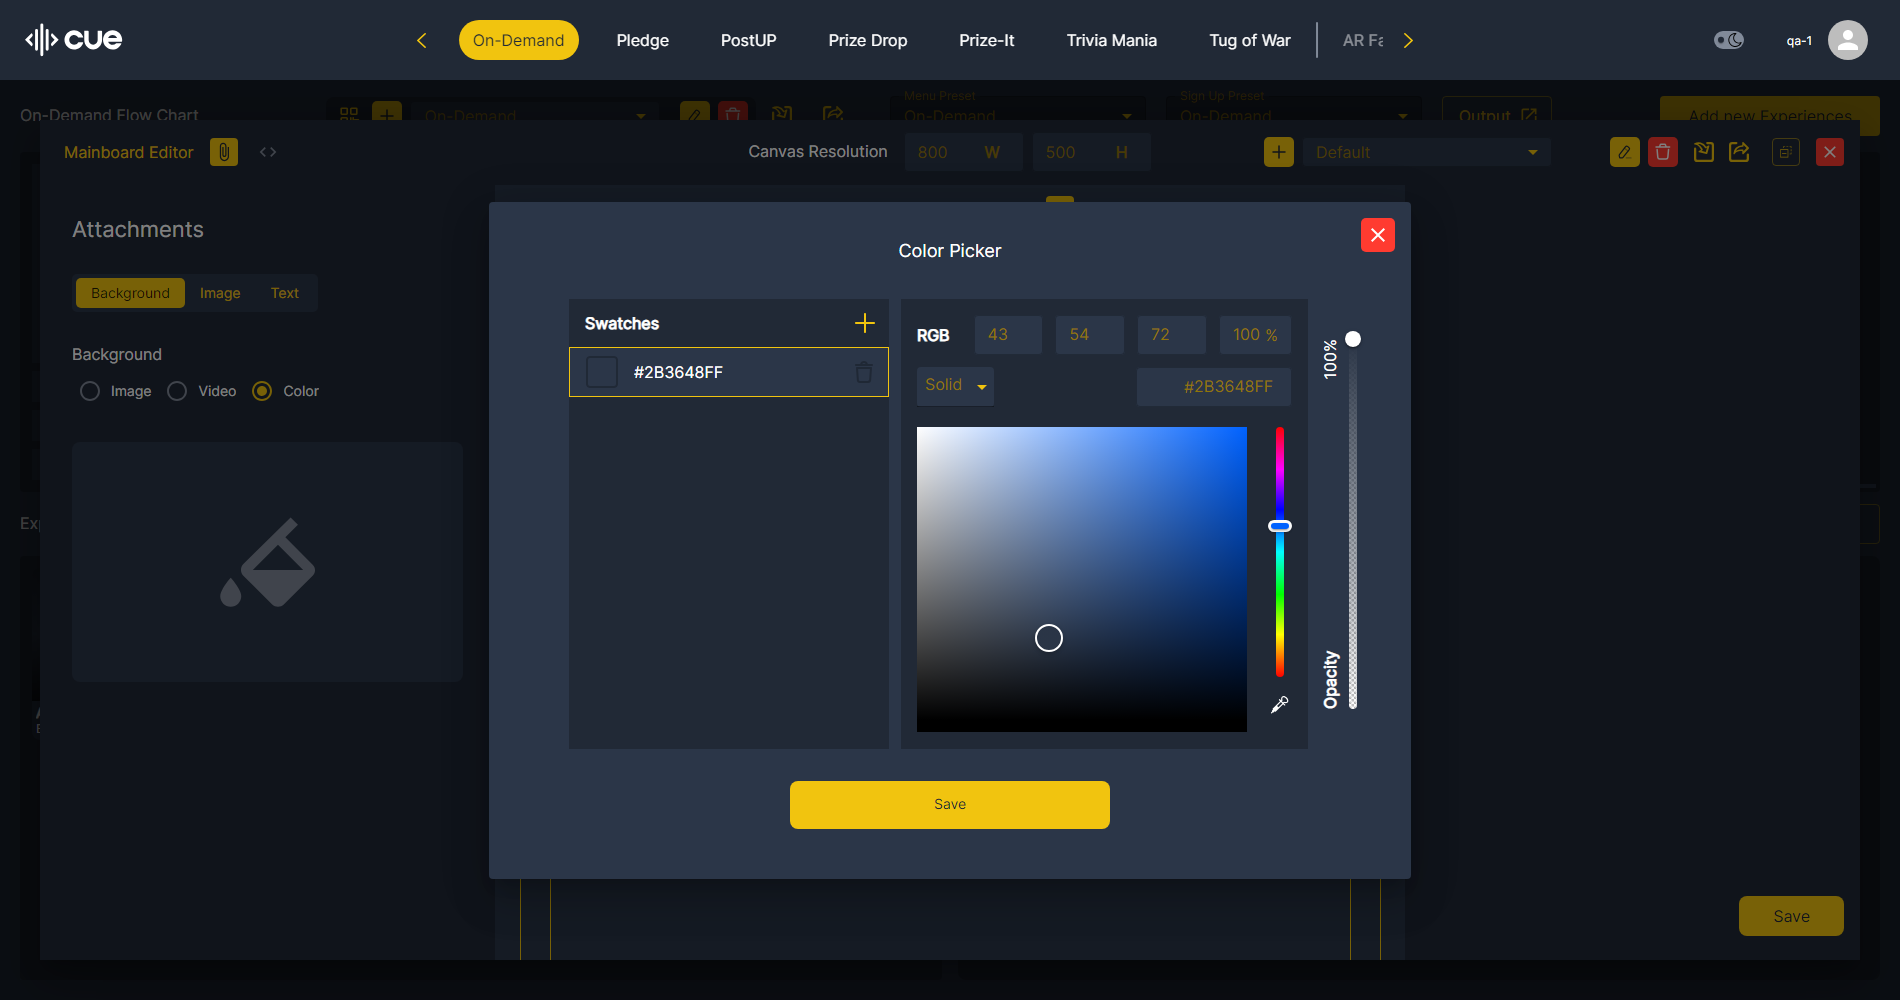 cue
On-Demand
Pledge
PostUP
Prize Drop
Prize-It
Trivia Mania
Tug of War
AR Fa
qa-1
On-Demand Flow Chart
On-Demand
Menu Preset
On-Demand
Sign Up Preset
On-Demand
Output
Add new Experiences
Mainboard Editor
Canvas Resolution
800 W
500 H
Default
Attachments
Background
Image
Text
Background
Image
Video
Color
Color Picker
Swatches
#2B3648FF
RGB
43
54
72
100 %
Solid
#2B3648FF
100%
Opacity
Save
Save